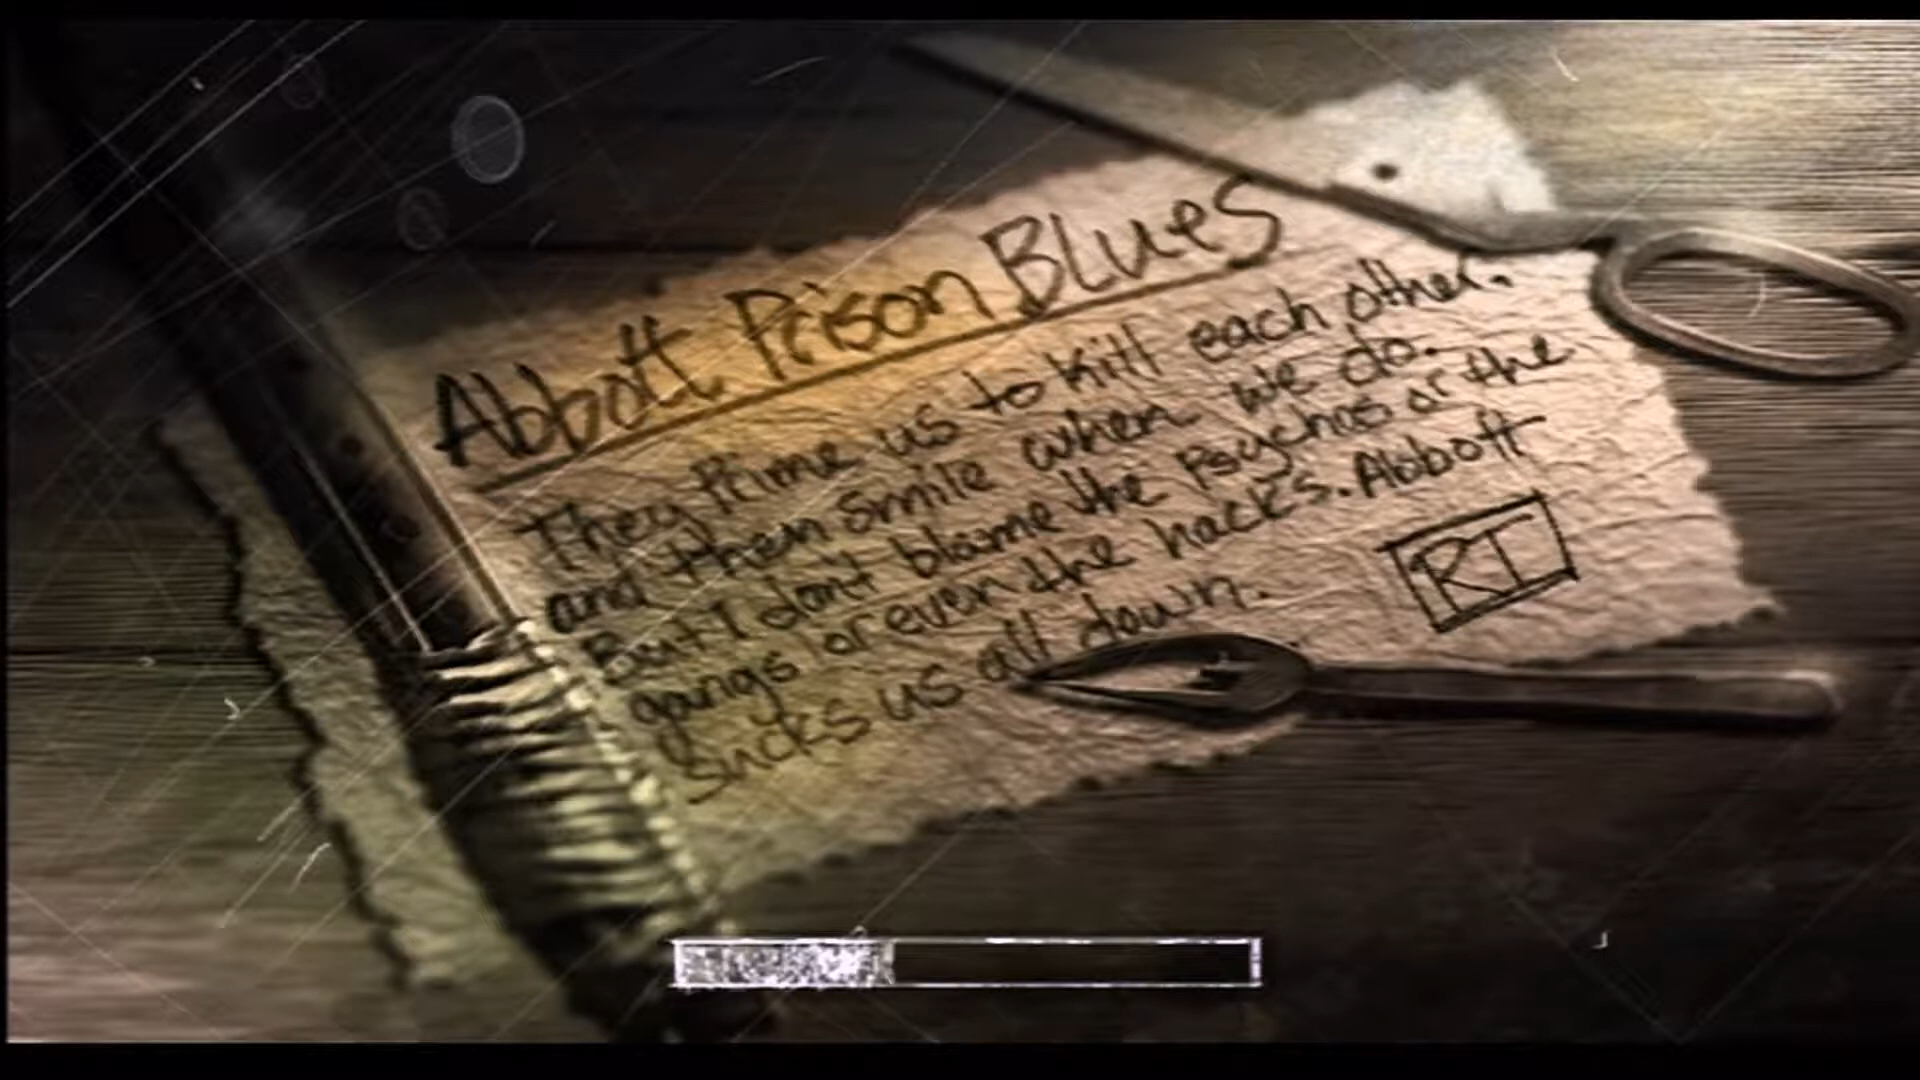 Abbott Prison Blues
They Prime us to kill each other.
and then smile when we do.
But I don't blame the Psychos or the
gangs or even the hacks. Abbott
sucks us all down.
RI